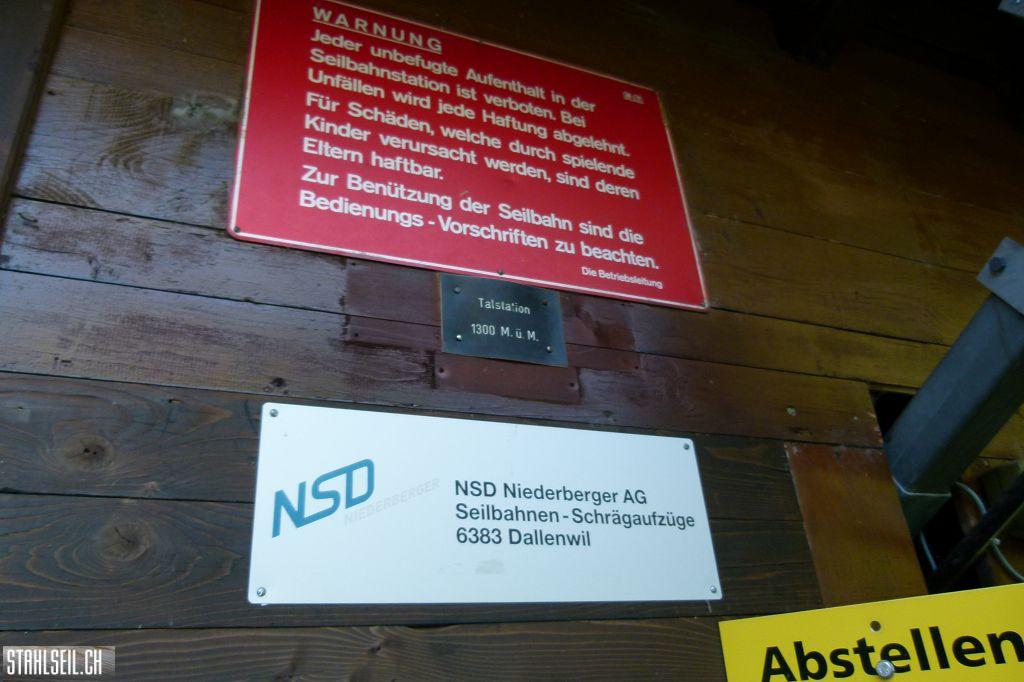 WARNUNG
Jeder unbefugte Aufenthalt in der
Seilbahnstation ist verboten. Bei
Unfällen wird jede Haftung abgelehnt.
Für Schäden, welche durch spielende
Kinder verursacht werden, sind deren
Eltern haftbar.
Zur Benützung der Seilbahn sind die
Bedienungs-Vorschriften zu beachten.
Die Betriebsleitung
Talstation
1300 M.ü.M.
NSD
NIEDERBERGER
NSD Niederberger AG
Seilbahnen-Schrägaufzüge
6383 Dallenwil
Abstellen
STAHLSEIL.CH